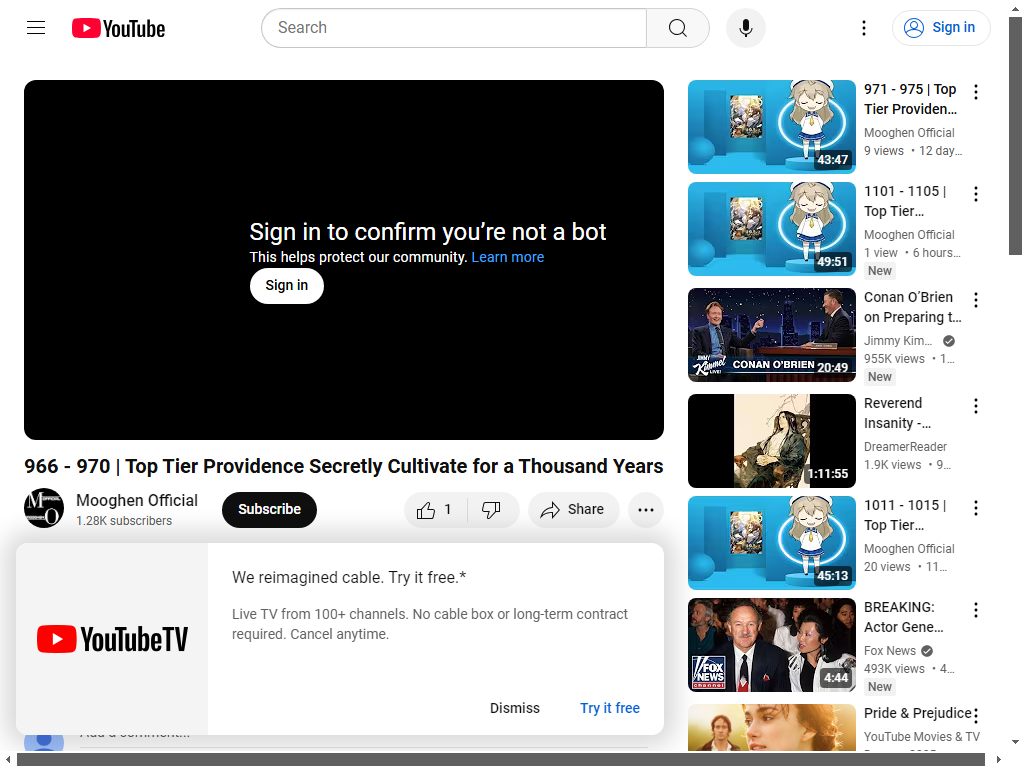 YouTube
Search
Sign in
Sign in to confirm you’re not a bot
This helps protect our community. Learn more
Sign in
966 - 970 | Top Tier Providence Secretly Cultivate for a Thousand Years
Mooghen Official
1.28K subscribers
Subscribe
1
Share
We reimagined cable. Try it free.*
Live TV from 100+ channels. No cable box or long-term contract
required. Cancel anytime.
YouTubeTV
Dismiss
Try it free
Add a comment...
43:47
971 - 975 | Top
Tier Providen...
Mooghen Official
9 views • 12 day...
49:51
1101 - 1105 |
Top Tier...
Mooghen Official
1 view • 6 hours...
New
Jimmy Kimmel LIVE!
CONAN O'BRIEN
20:49
Conan O’Brien
on Preparing t...
Jimmy Kim...
955K views • 1...
New
1:11:55
Reverend
Insanity -...
DreamerReader
1.9K views • 9...
45:13
1011 - 1015 |
Top Tier...
Mooghen Official
20 views • 11...
FOX
NEWS
channel
4:44
BREAKING:
Actor Gene...
Fox News
493K views • 4...
New
Pride & Prejudice
YouTube Movies & TV